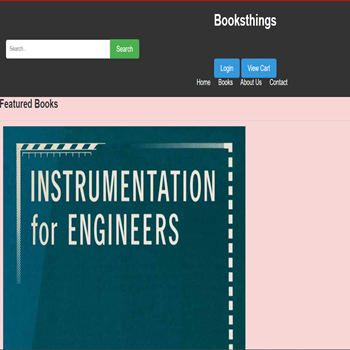 Booksthings
Search...
Search
Login
View Cart
Home Books About Us Contact
Featured Books
INSTRUMENTATION
for ENGINEERS